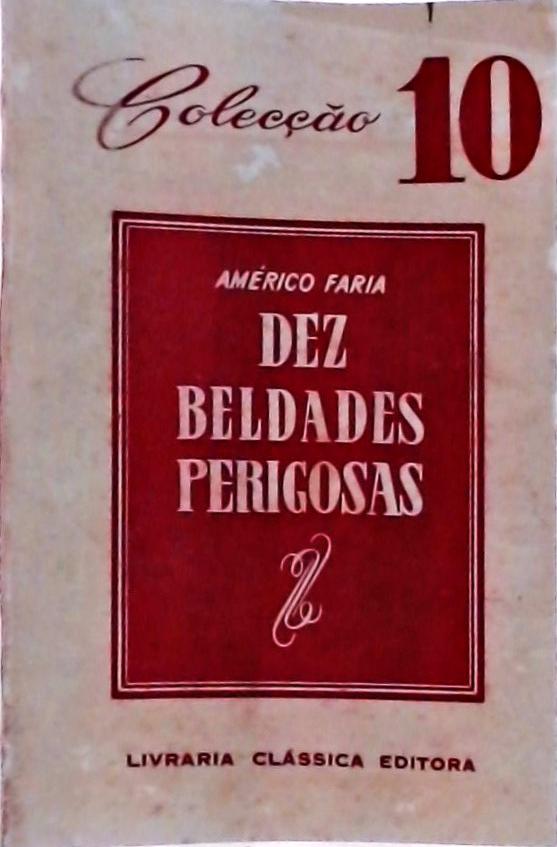 Colecção 10
AMÉRICO FARIA
DEZ
BELDADES
PERIGOSAS
LIVRARIA CLÁSSICA EDITORA